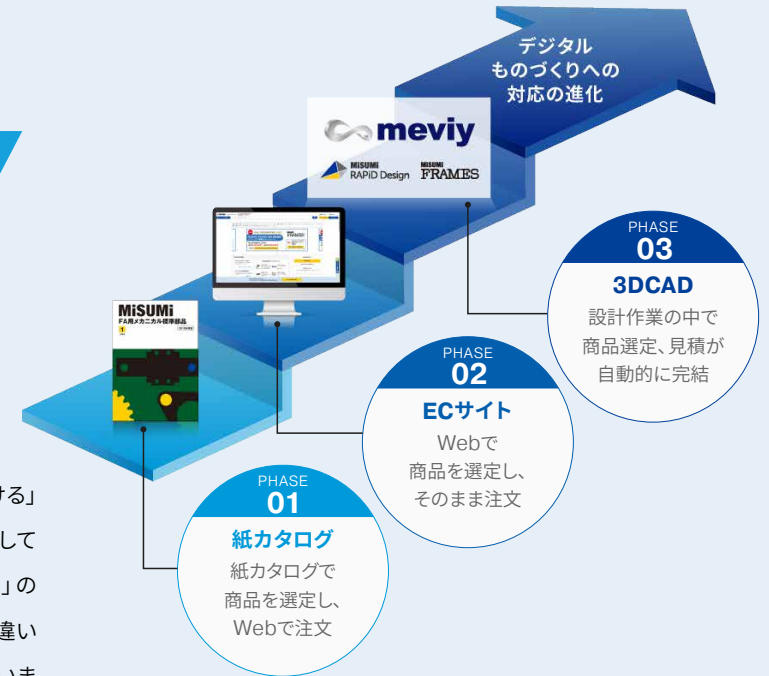 デジタル
ものづくりへの
対応の進化
meviy
MiSUMi
RAPiD Design
MiSUMi
FRAMES
MiSUMi
FA用メカニカル標準部品
1
PHASE
03
3DCAD
設計作業の中で
商品選定、見積が
自動的に完結
PHASE
02
ECサイト
Webで
商品を選定し、
そのまま注文
PHASE
01
紙カタログ
紙カタログで
商品を選定し、
Webで注文
ける」
して
」の
違い
いま